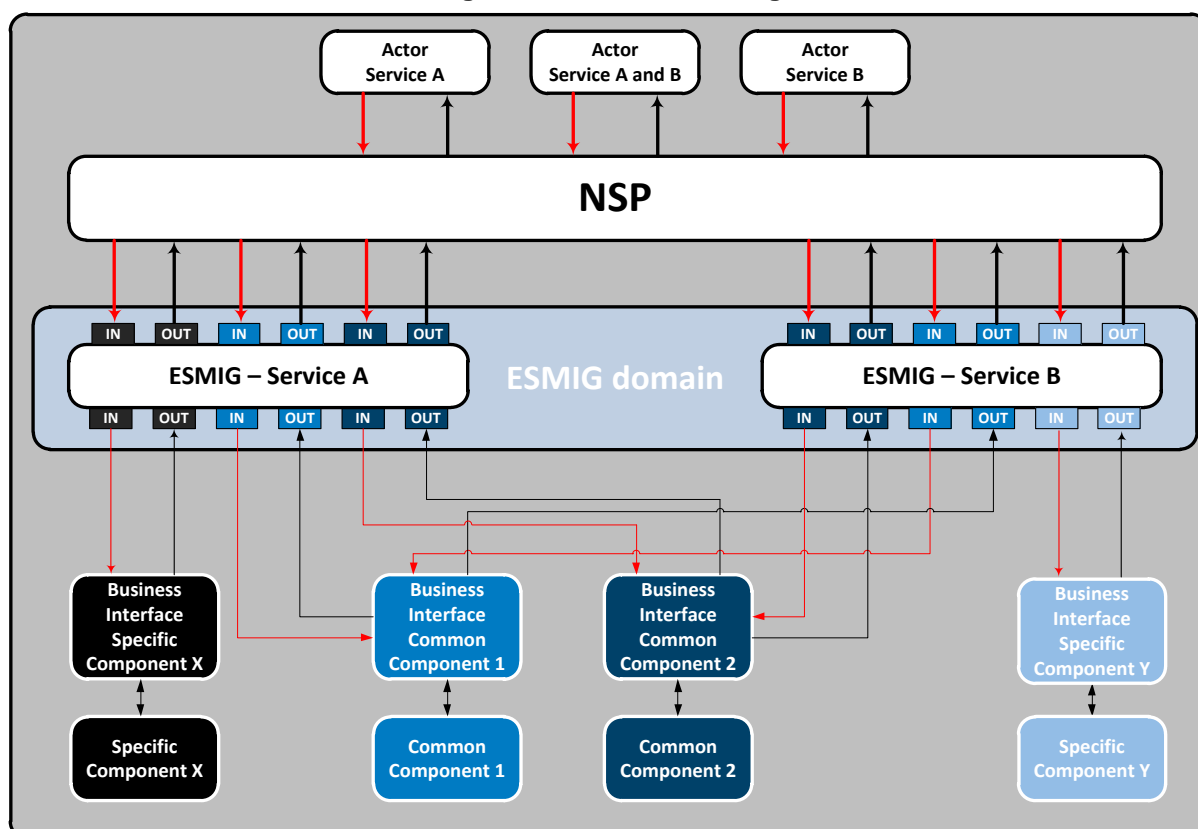 Actor
Service A
Actor
Service A and B
Actor
Service B
NSP
IN OUT IN OUT IN OUT
IN OUT IN OUT IN OUT
ESMIG – Service A
ESMIG domain
ESMIG – Service B
IN OUT IN OUT IN OUT
IN OUT IN OUT IN OUT
Business
Interface
Specific
Component X
Business
Interface
Common
Component 1
Business
Interface
Common
Component 2
Business
Interface
Specific
Component Y
Specific
Component X
Common
Component 1
Common
Component 2
Specific
Component Y